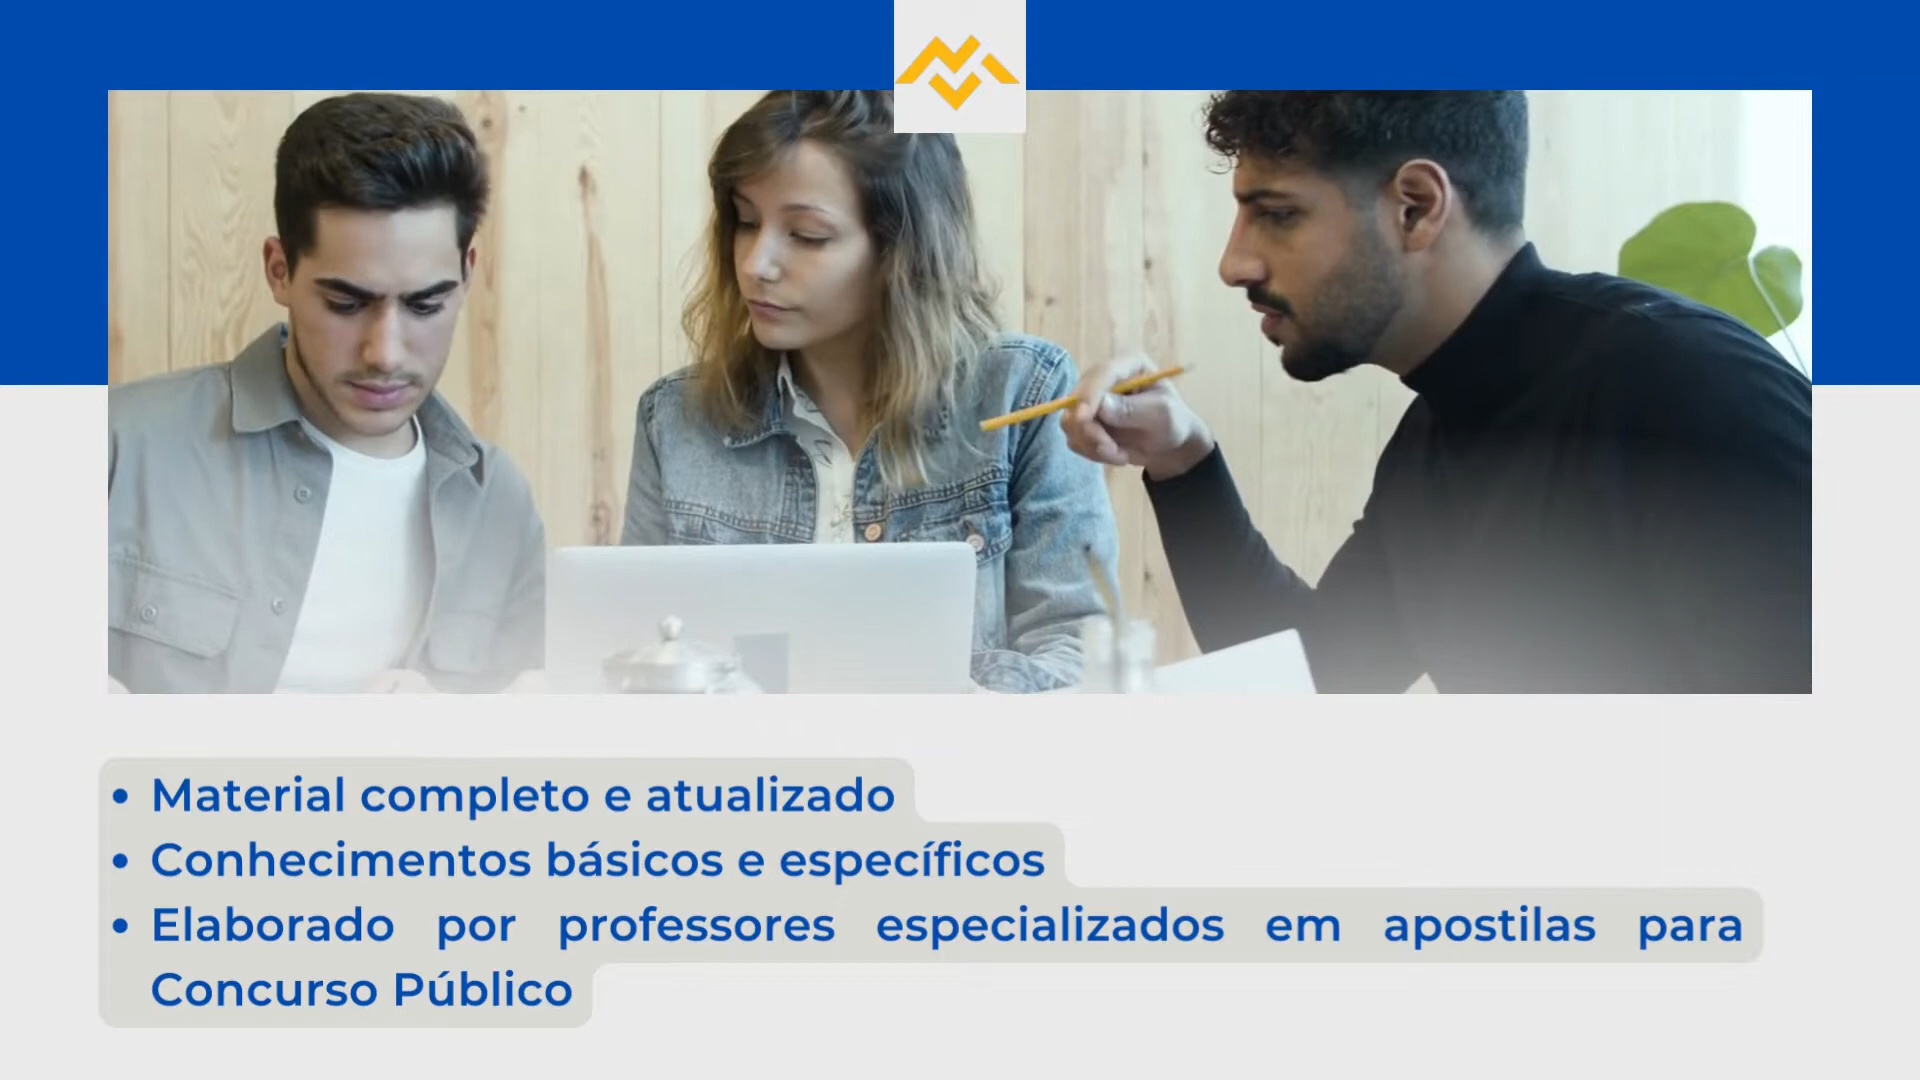 • Material completo e atualizado
• Conhecimentos básicos e específicos
• Elaborado por professores especializados em apostilas para
Concurso Público